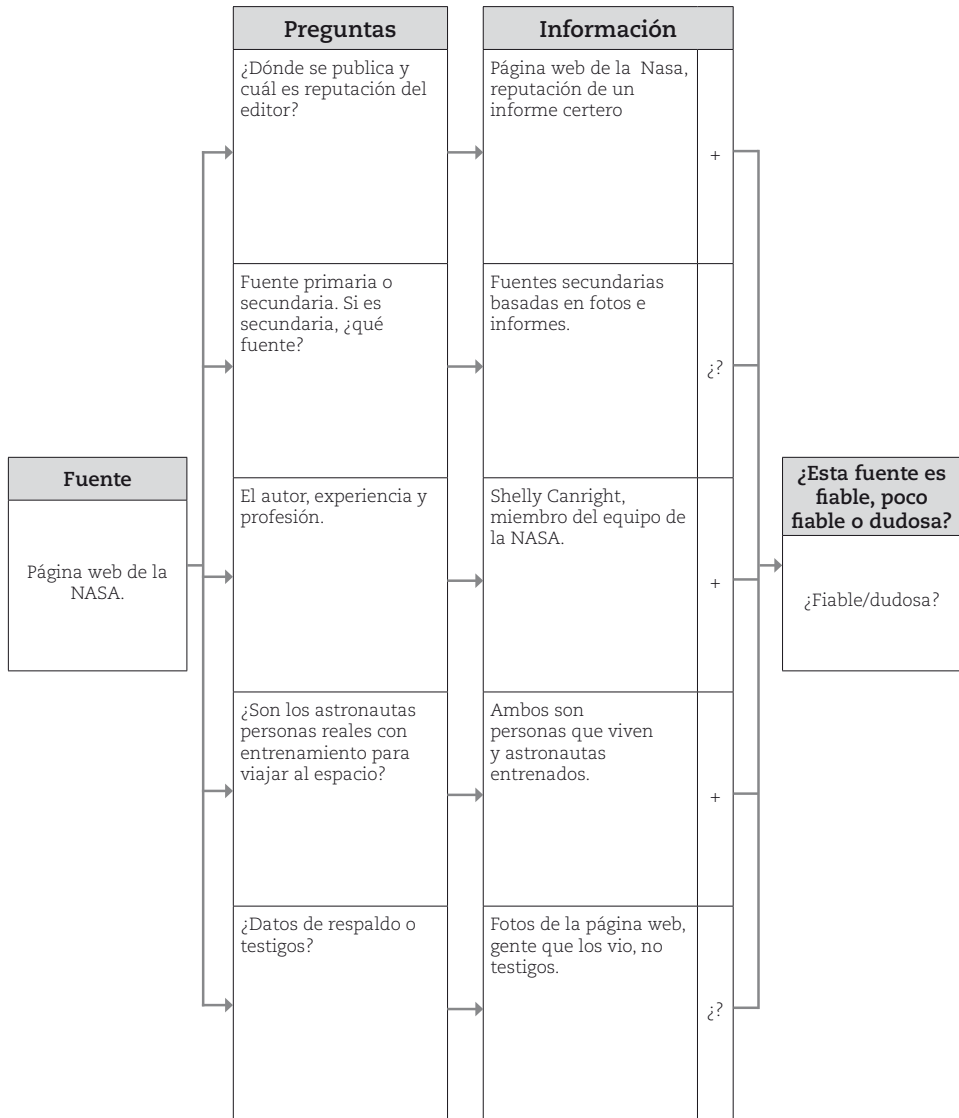 Preguntas
Información
¿Dónde se publica y
cuál es reputación del
editor?
Página web de la Nasa,
reputación de un
informe certero
+
Fuente primaria o
secundaria. Si es
secundaria, ¿qué
fuente?
Fuentes secundarias
basadas en fotos e
informes.
¿?
Fuente
Página web de la
NASA.
El autor, experiencia y
profesión.
Shelly Canright,
miembro del equipo de
la NASA.
+
¿Esta fuente es
fiable, poco
fiable o dudosa?
¿Fiable/dudosa?
¿Son los astronautas
personas reales con
entrenamiento para
viajar al espacio?
Ambos son
personas que viven
y astronautas
entrenados.
+
¿Datos de respaldo o
testigos?
Fotos de la página web,
gente que los vio, no
testigos.
¿?